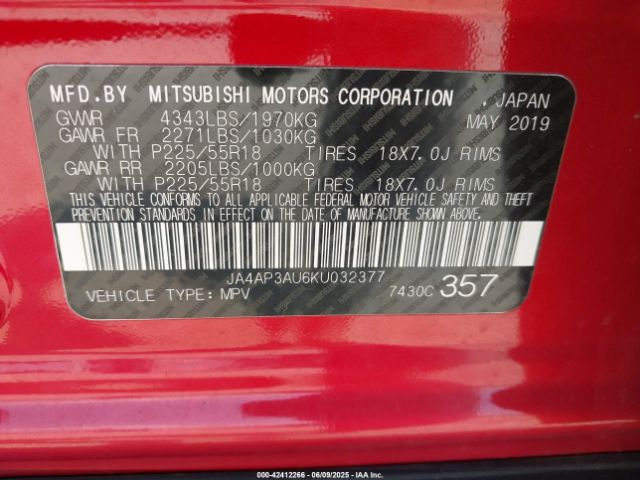 MFD.BY MITSUBISHI MOTORS CORPORATION , JAPAN
GVWR 4343LBS/1970KG MAY 2019
GAWR FR 2271LBS/1030KG
WITH P225/55R18 TIRES 18X7.0J RIMS
GAWR RR 2205LBS/1000KG
WITH P225/55R18 TIRES 18X7.0J RIMS
THIS VEHICLE CONFORMS TO ALL APPLICABLE FEDERAL MOTOR VEHICLE SAFETY AND THEFT
PREVENTION STANDARDS IN EFFECT ON THE DATE OF MANUFACTURE SHOWN ABOVE.
JA4AP3AU6KU032377
VEHICLE TYPE: MPV 7430C 357
000-42412266 - 06/09/2025 - IAA Inc.